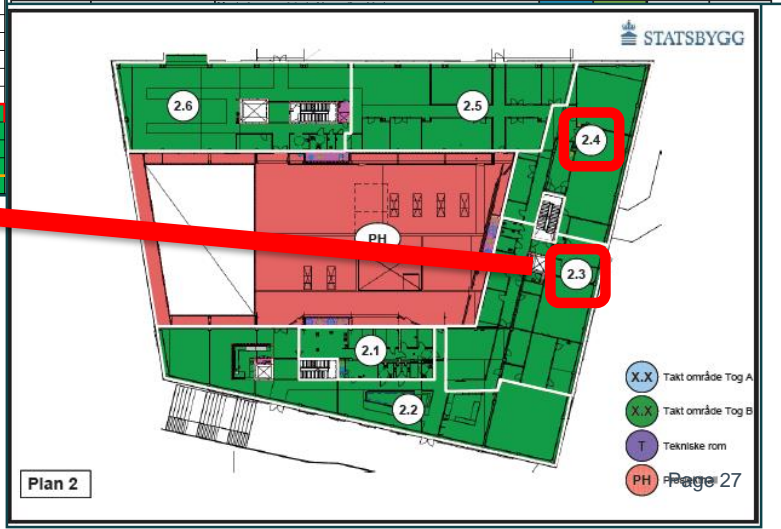 STATSBYGG
2.6
2.5
2.4
PH
2.3
2.1
2.2
X.X Takt område Tog A
X.X Takt område Tog B
T Tekniske rom
PH Page 27
Plan 2